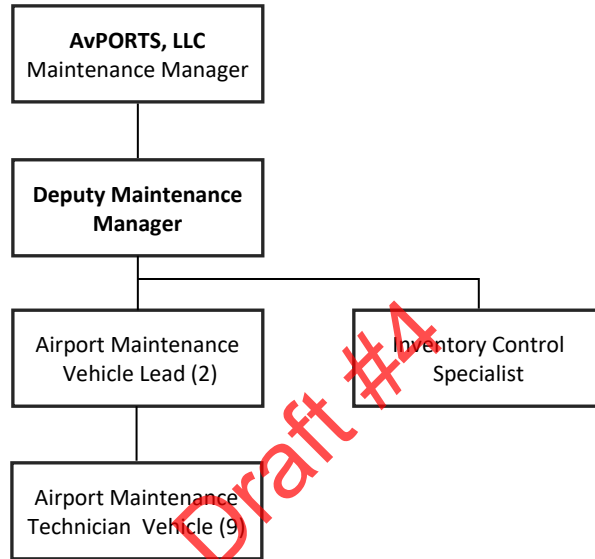 AvPORTS, LLC
Maintenance Manager
Deputy Maintenance
Manager
Airport Maintenance
Vehicle Lead (2)
Inventory Control
Specialist
Airport Maintenance
Technician  Vehicle (9)
Draft #4